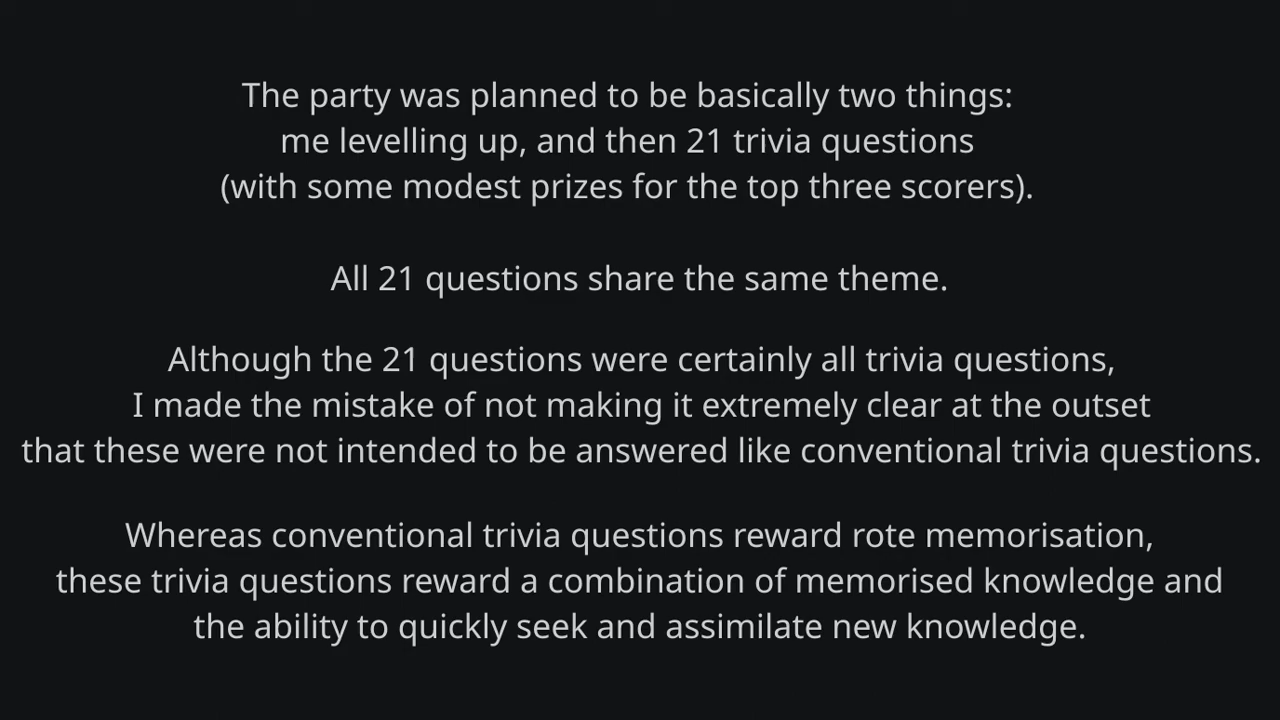 The party was planned to be basically two things:
me levelling up, and then 21 trivia questions
(with some modest prizes for the top three scorers).
All 21 questions share the same theme.
Although the 21 questions were certainly all trivia questions,
I made the mistake of not making it extremely clear at the outset
that these were not intended to be answered like conventional trivia questions.
Whereas conventional trivia questions reward rote memorisation,
these trivia questions reward a combination of memorised knowledge and
the ability to quickly seek and assimilate new knowledge.